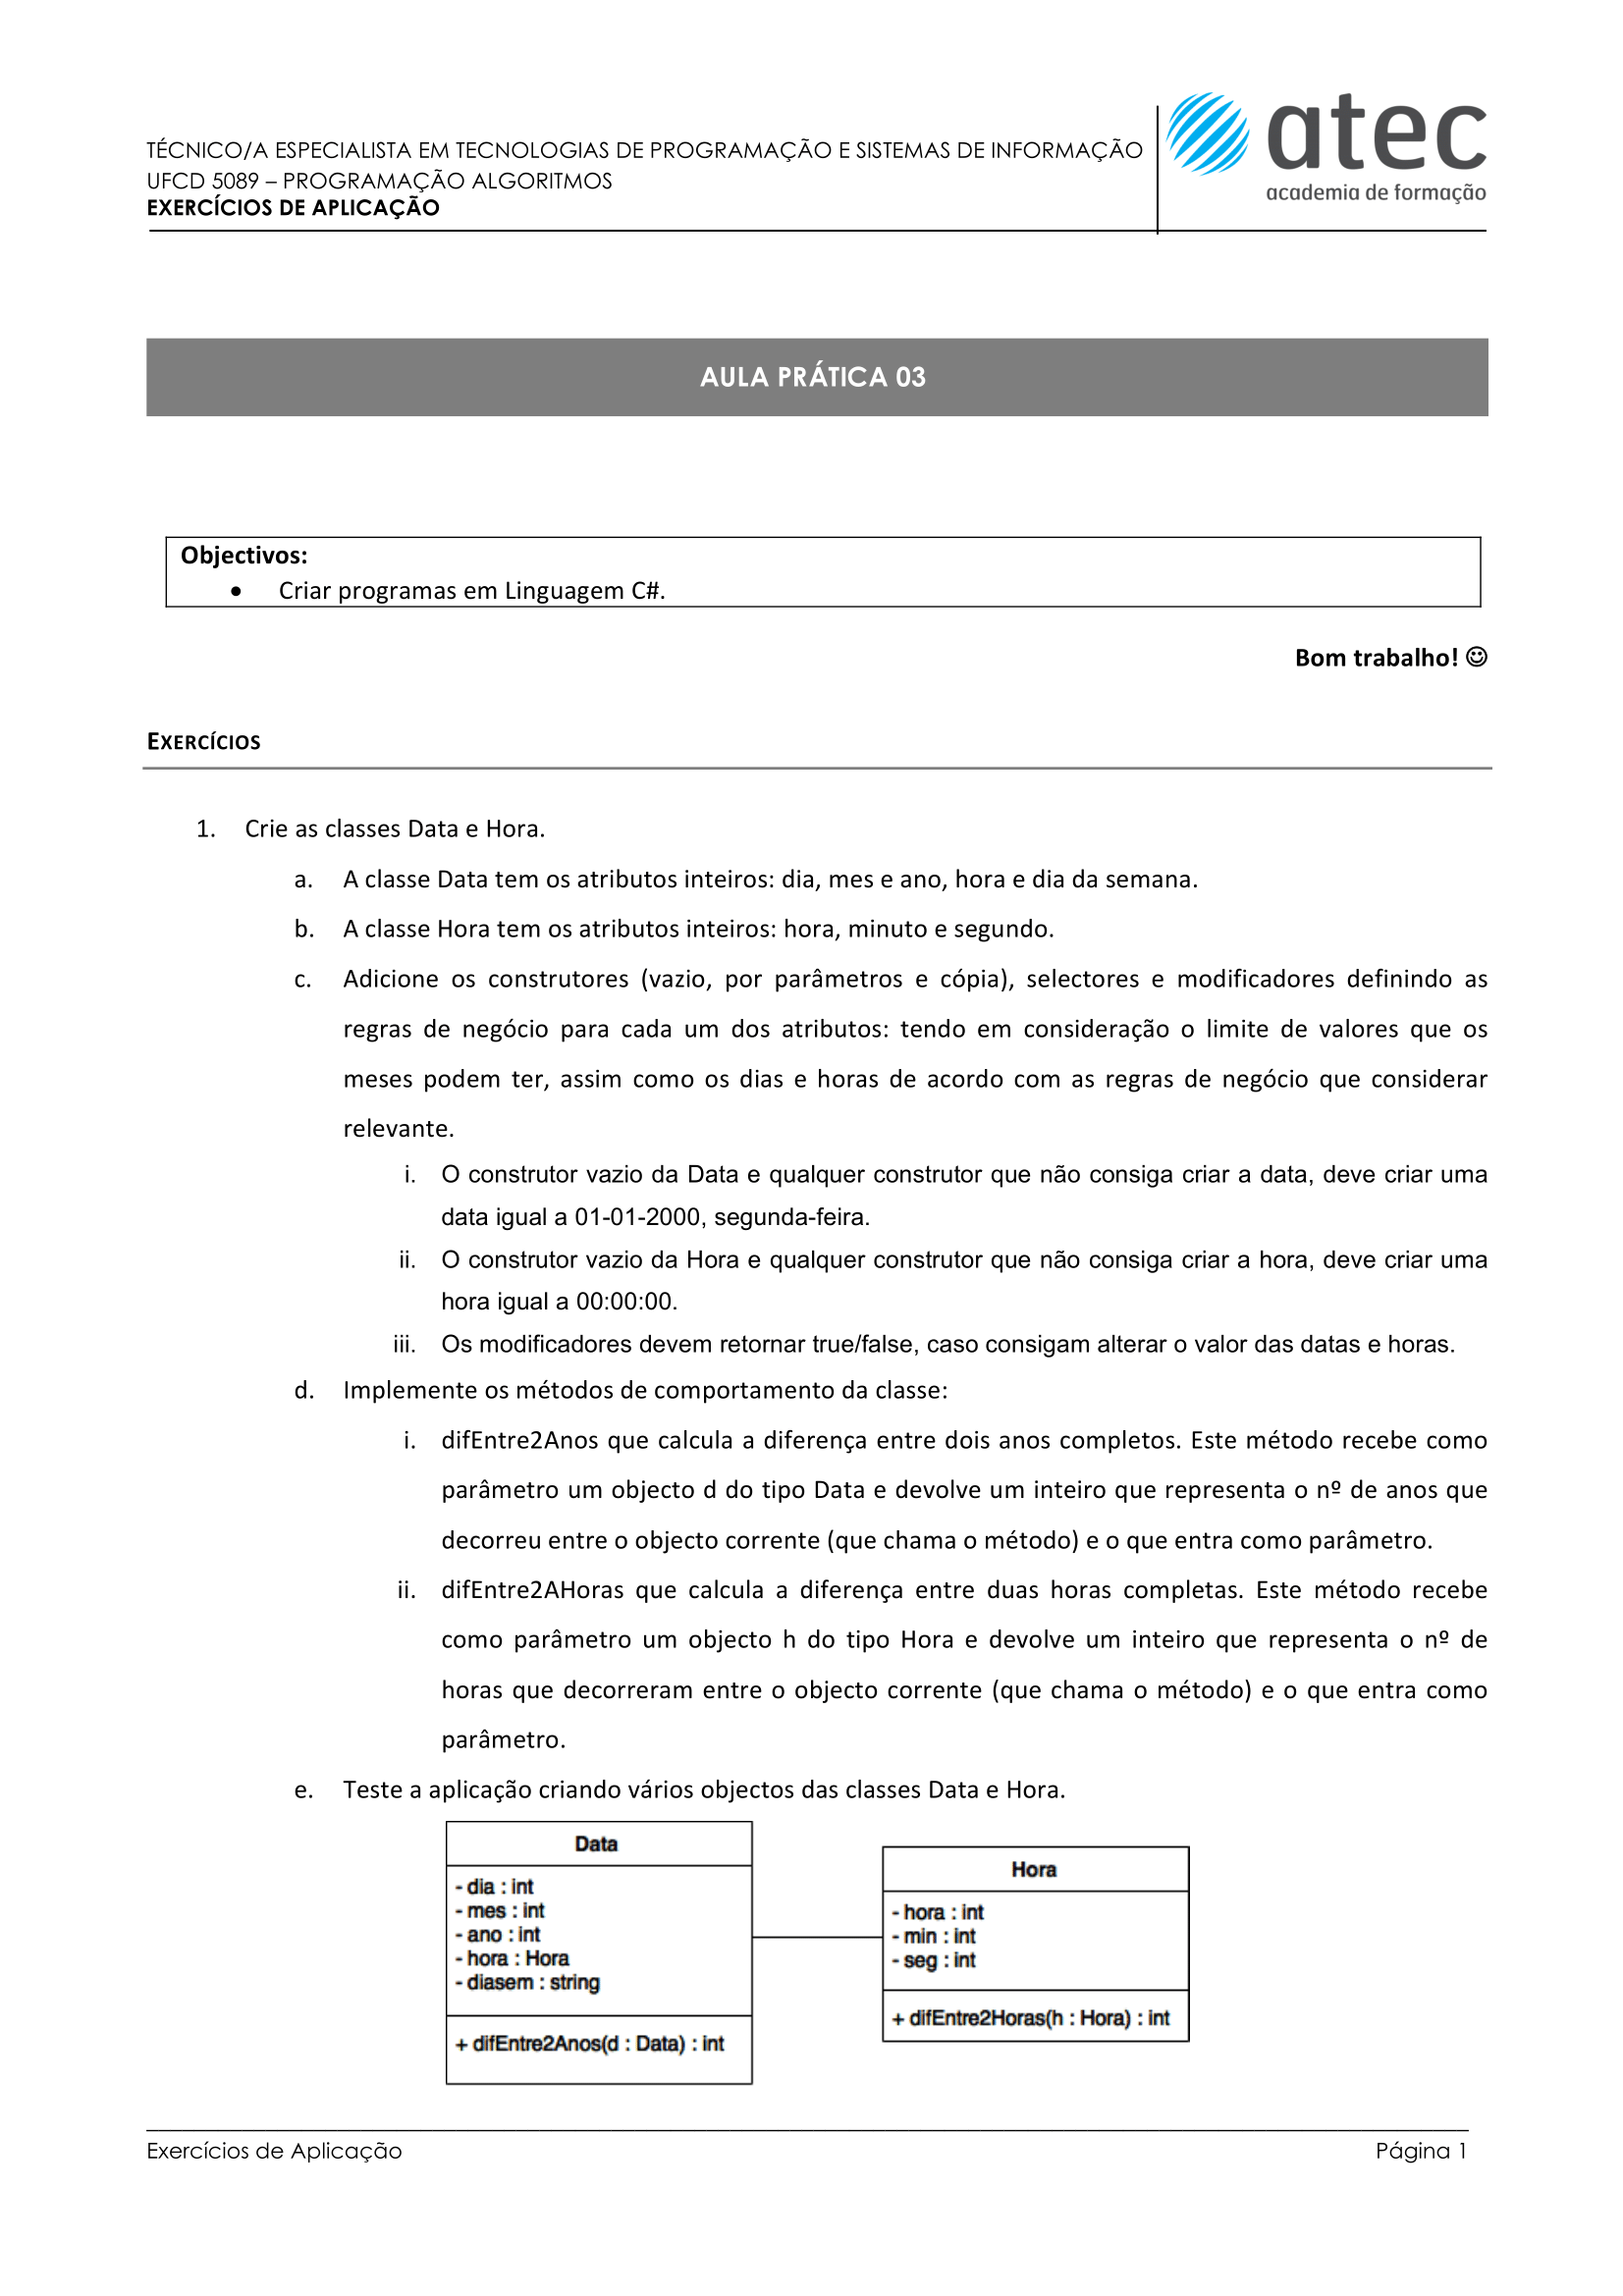 TÉCNICO/A ESPECIALISTA EM TECNOLOGIAS DE PROGRAMAÇÃO E SISTEMAS DE INFORMAÇÃO
UFCD 5089 – PROGRAMAÇÃO ALGORITMOS
EXERCÍCIOS DE APLICAÇÃO
atec
academia de formação
AULA PRÁTICA 03
Objectivos:
• Criar programas em Linguagem C#.
Bom trabalho! ☺
EXERCÍCIOS
1. Crie as classes Data e Hora.
a. A classe Data tem os atributos inteiros: dia, mes e ano, hora e dia da semana.
b. A classe Hora tem os atributos inteiros: hora, minuto e segundo.
c. Adicione os construtores (vazio, por parâmetros e cópia), selectores e modificadores definindo as
regras de negócio para cada um dos atributos: tendo em consideração o limite de valores que os
meses podem ter, assim como os dias e horas de acordo com as regras de negócio que considerar
relevante.
i. O construtor vazio da Data e qualquer construtor que não consiga criar a data, deve criar uma
data igual a 01-01-2000, segunda-feira.
ii. O construtor vazio da Hora e qualquer construtor que não consiga criar a hora, deve criar uma
hora igual a 00:00:00.
iii. Os modificadores devem retornar true/false, caso consigam alterar o valor das datas e horas.
d. Implemente os métodos de comportamento da classe:
i. difEntre2Anos que calcula a diferença entre dois anos completos. Este método recebe como
parâmetro um objecto d do tipo Data e devolve um inteiro que representa o nº de anos que
decorreu entre o objecto corrente (que chama o método) e o que entra como parâmetro.
ii. difEntre2AHoras que calcula a diferença entre duas horas completas. Este método recebe
como parâmetro um objecto h do tipo Hora e devolve um inteiro que representa o nº de
horas que decorreram entre o objecto corrente (que chama o método) e o que entra como
parâmetro.
e. Teste a aplicação criando vários objectos das classes Data e Hora.
Data
- dia : int
- mes : int
- ano : int
- hora : Hora
- diasem : string
+ difEntre2Anos(d : Data) : int
Hora
- hora : int
- min : int
- seg : int
+ difEntre2Horas(h : Hora) : int
Exercícios de Aplicação
Página 1